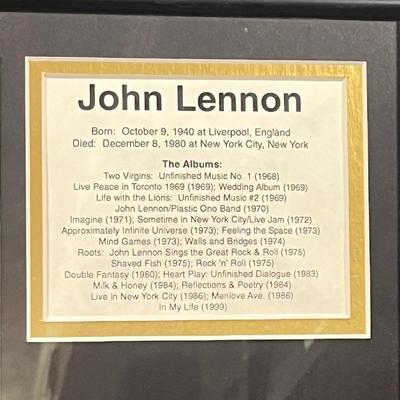 John Lennon
Born: October 9, 1940 at Liverpool, England
Died: December 8, 1980 at New York City, New York
The Albums:
Two Virgins: Unfinished Music No. 1 (1968)
Live Peace in Toronto 1969 (1969); Wedding Album (1969)
Life with the Lions: Unfinished Music #2 (1969)
John Lennon/Plastic Ono Band (1970)
Imagine (1971); Sometime in New York City/Live Jam (1972)
Approximately Infinite Universe (1973); Feeling the Space (1973)
Mind Games (1973); Walls and Bridges (1974)
Roots: John Lennon Sings the Great Rock & Roll (1975)
Shaved Fish (1975); Rock 'n' Roll (1975)
Double Fantasy (1980); Heart Play: Unfinished Dialogue (1983)
Milk & Honey (1984); Reflections & Poetry (1984)
Live in New York City (1986); Menlove Ave. (1986)
In My Life (1999)